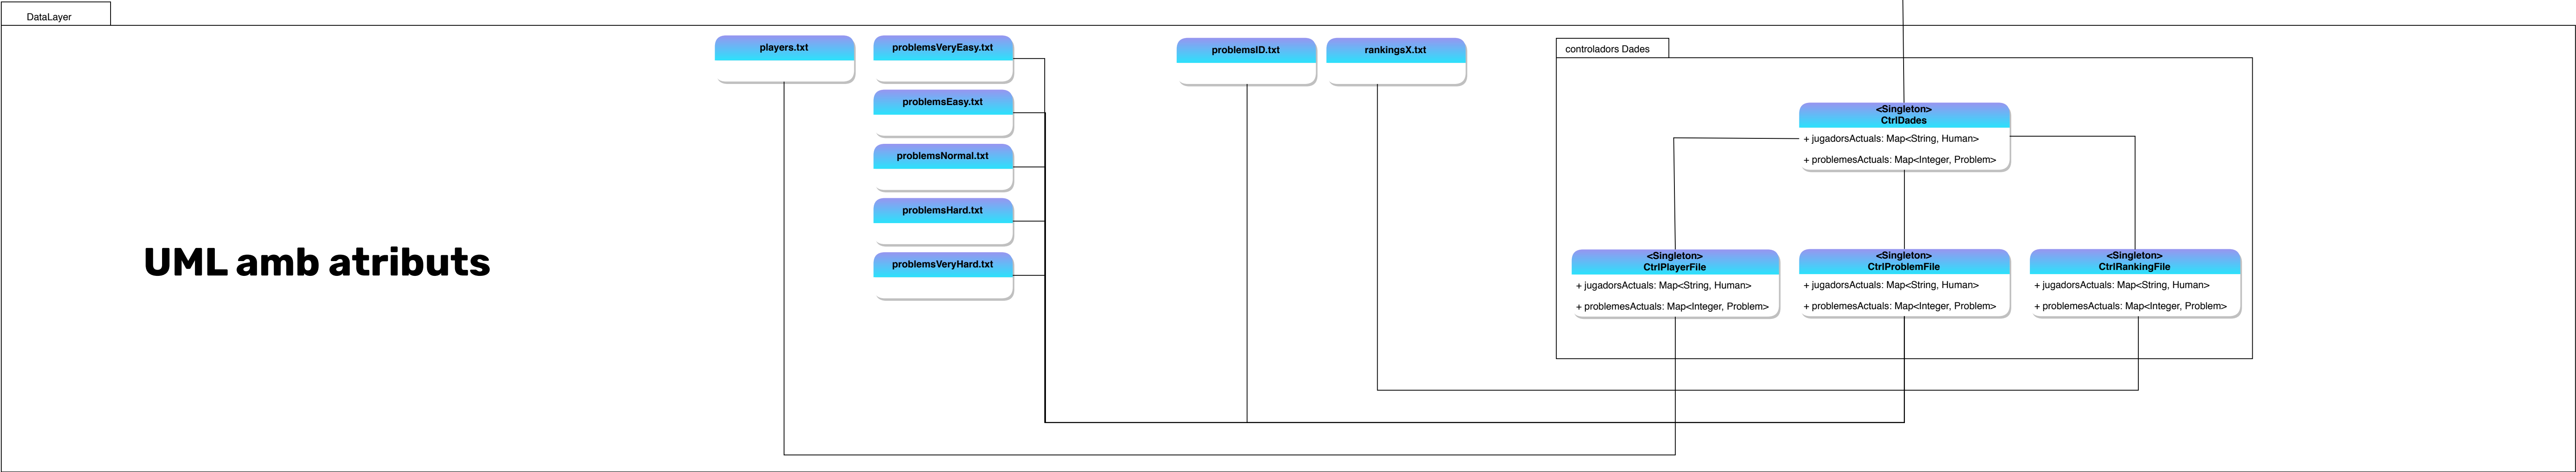 DataLayer
players.txt
problemsVeryEasy.txt
problemsEasy.txt
problemsNormal.txt
problemsHard.txt
problemsVeryHard.txt
problemsID.txt
rankingsX.txt
controladors Dades
<Singleton>
CtrlDades
+ jugadorsActuals: Map<String, Human>
+ problemesActuals: Map<Integer, Problem>
<Singleton>
CtrlPlayerFile
+ jugadorsActuals: Map<String, Human>
+ problemesActuals: Map<Integer, Problem>
<Singleton>
CtrlProblemFile
+ jugadorsActuals: Map<String, Human>
+ problemesActuals: Map<Integer, Problem>
<Singleton>
CtrlRankingFile
+ jugadorsActuals: Map<String, Human>
+ problemesActuals: Map<Integer, Problem>
UML amb atributs